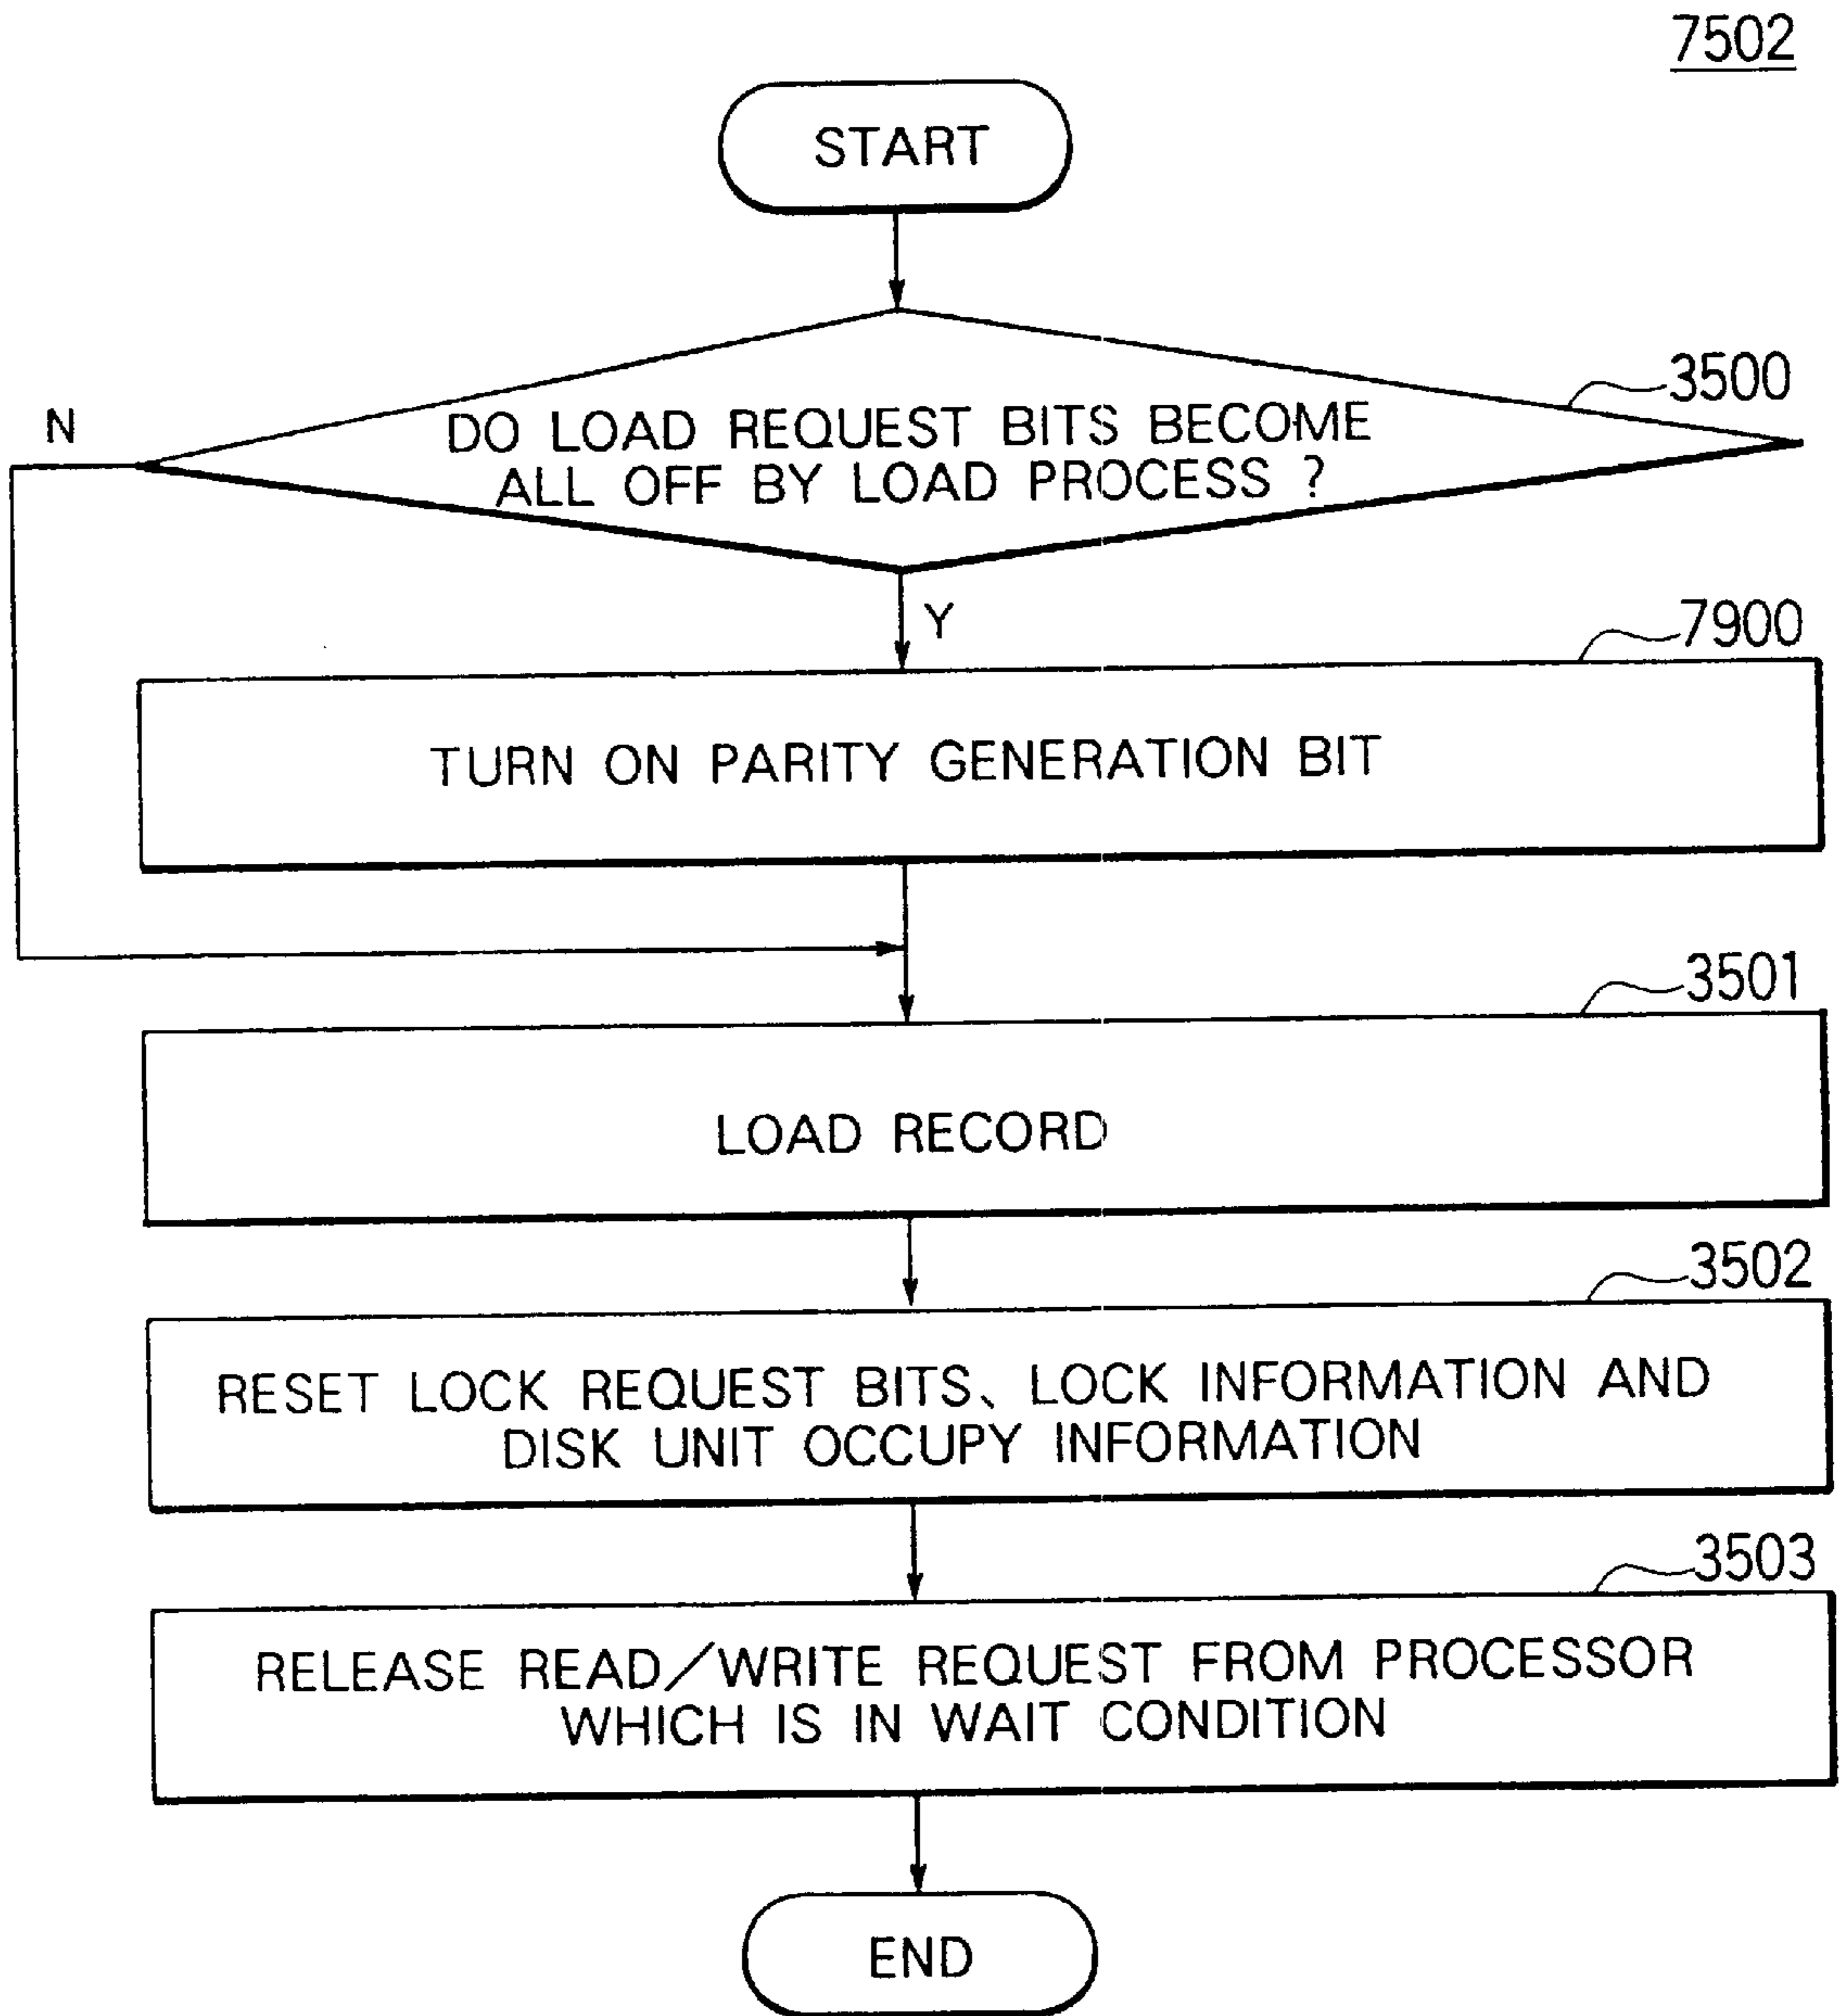 7502
START
3500
N
DO LOAD REQUEST BITS BECOME
ALL OFF BY LOAD PROCESS ?
Y
7900
TURN ON PARITY GENERATION BIT
3501
LOAD RECORD
3502
RESET LOCK REQUEST BITS、LOCK INFORMATION AND
DISK UNIT OCCUPY INFORMATION
3503
RELEASE READ/WRITE REQUEST FROM PROCESSOR
WHICH IS IN WAIT CONDITION
END